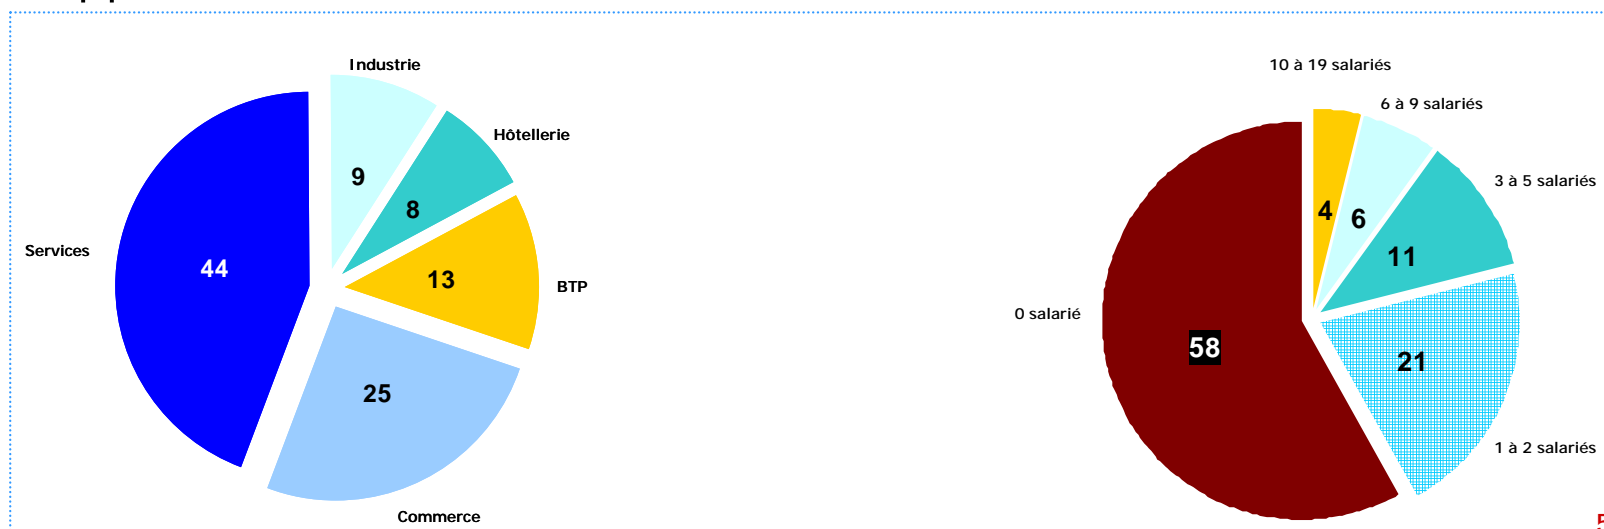 Industrie
Hôtellerie
9
8
Services
44
13
BTP
25
Commerce
10 à 19 salariés
6 à 9 salariés
3 à 5 salariés
4
6
11
0 salarié
58
21
1 à 2 salariés